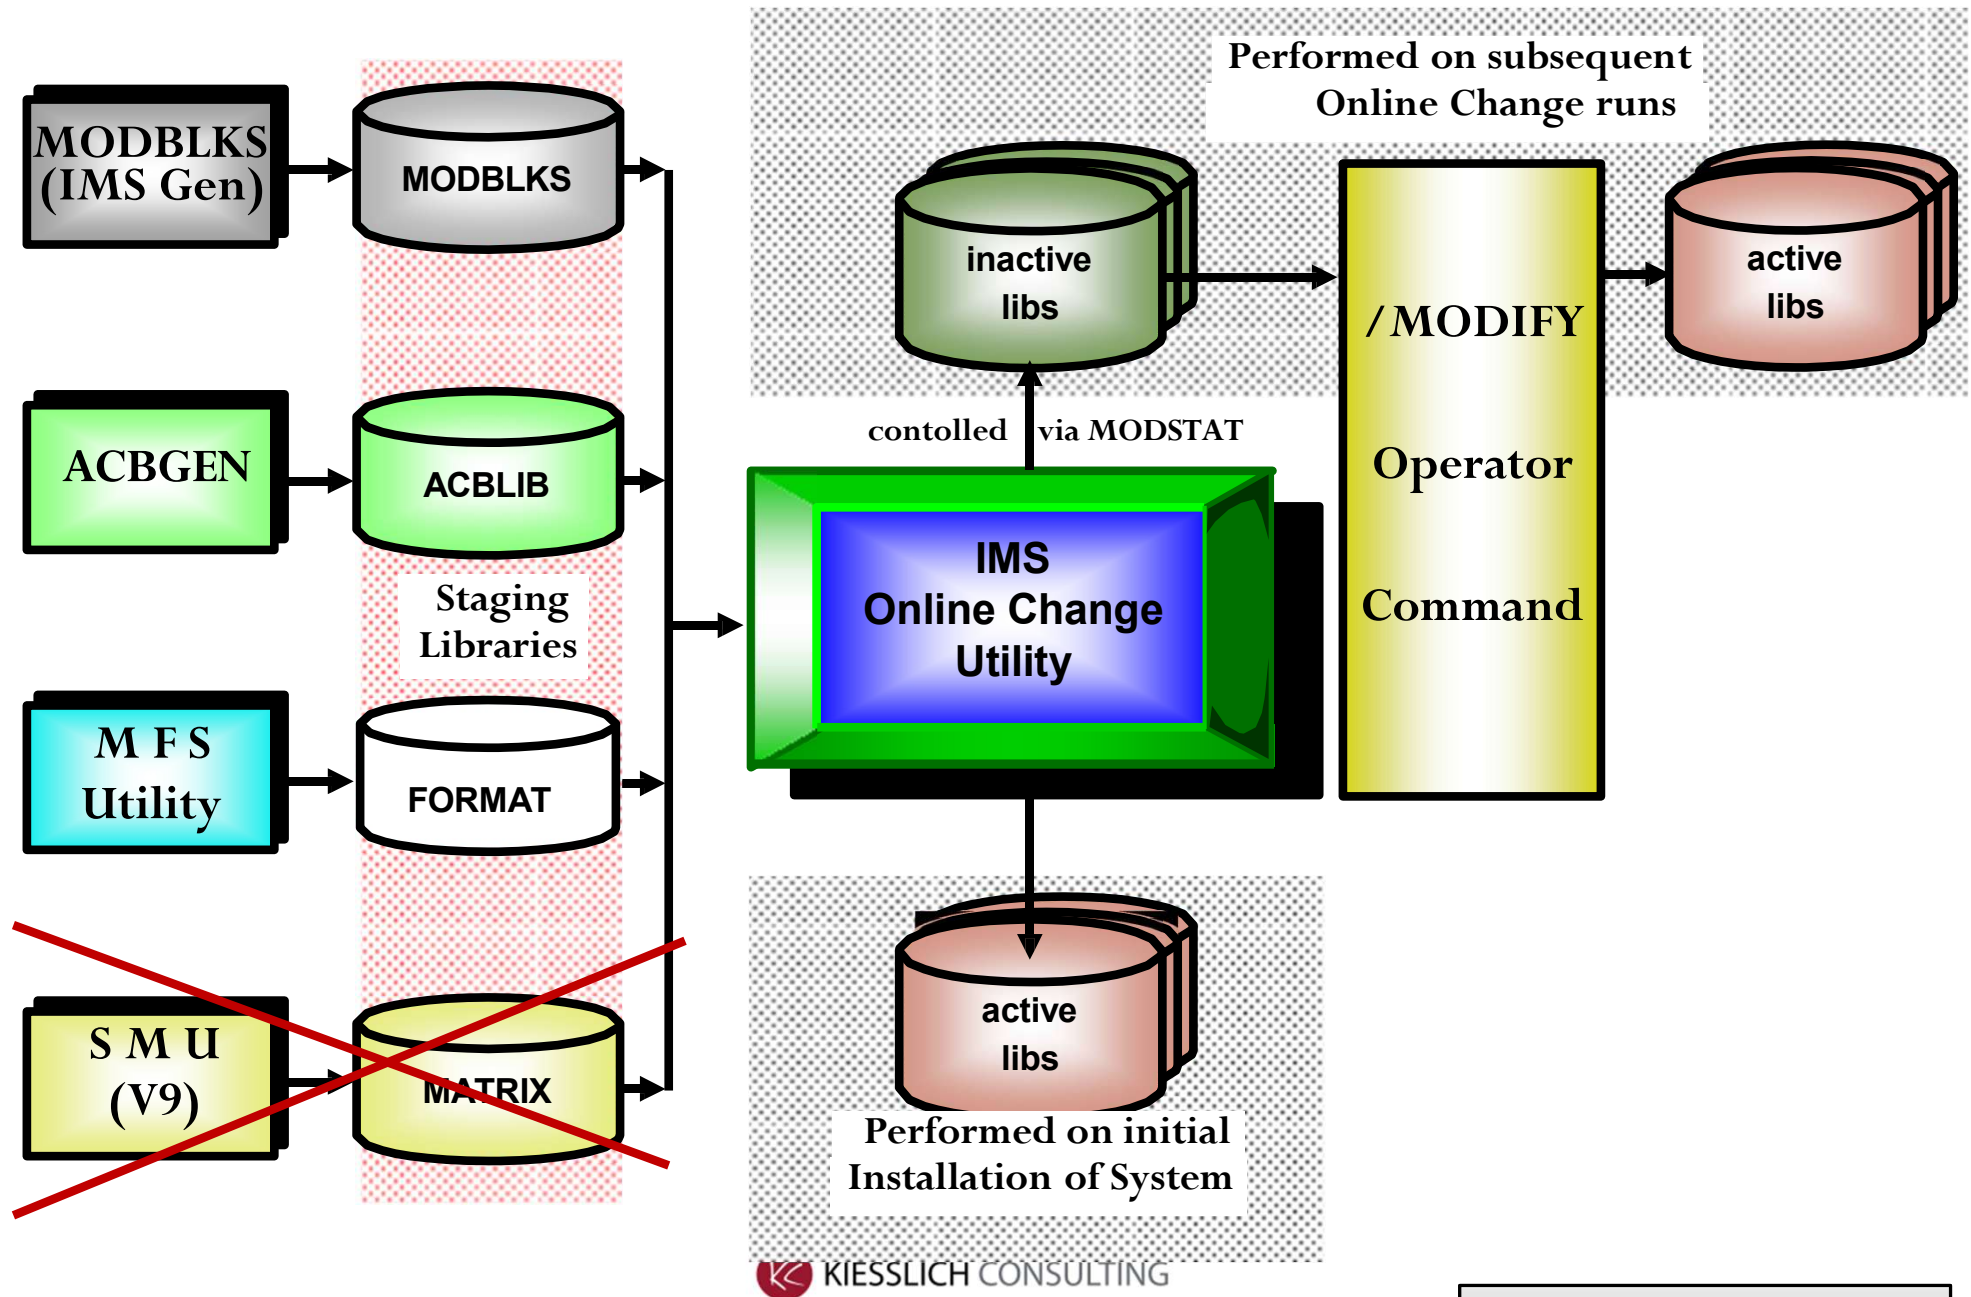 Performed on subsequent
Online Change runs
MODBLKS
(IMS Gen)
MODBLKS
inactive
libs
active
libs
/MODIFY
Operator
Command
contolled via MODSTAT
ACBGEN
ACBLIB
Staging
Libraries
IMS
Online Change
Utility
M F S
Utility
FORMAT
S M U
(V9)
MATRIX
active
libs
Performed on initial
Installation of System
KC KIESSLICH CONSULTING